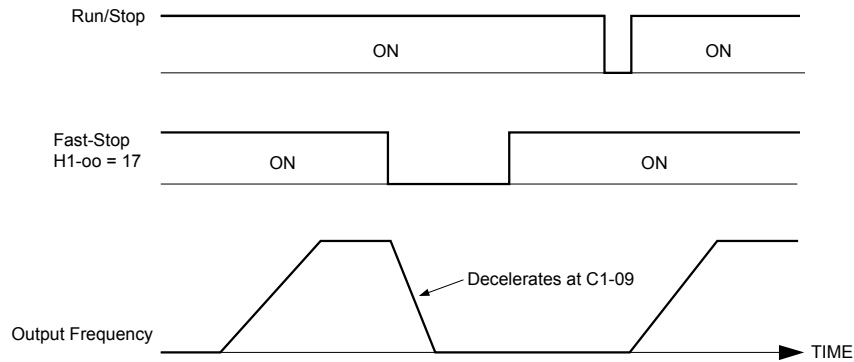 Run/Stop
ON
ON
Fast-Stop
H1-oo = 17
ON
ON
Decelerates at C1-09
Output Frequency
TIME